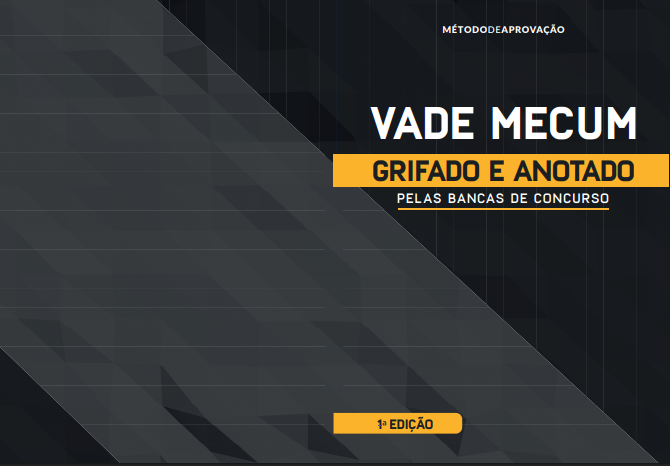 MÉTODODEAPROVAÇÃO
VADE MECUM
GRIFADO E ANOTADO
PELAS BANCAS DE CONCURSO
1ª EDIÇÃO